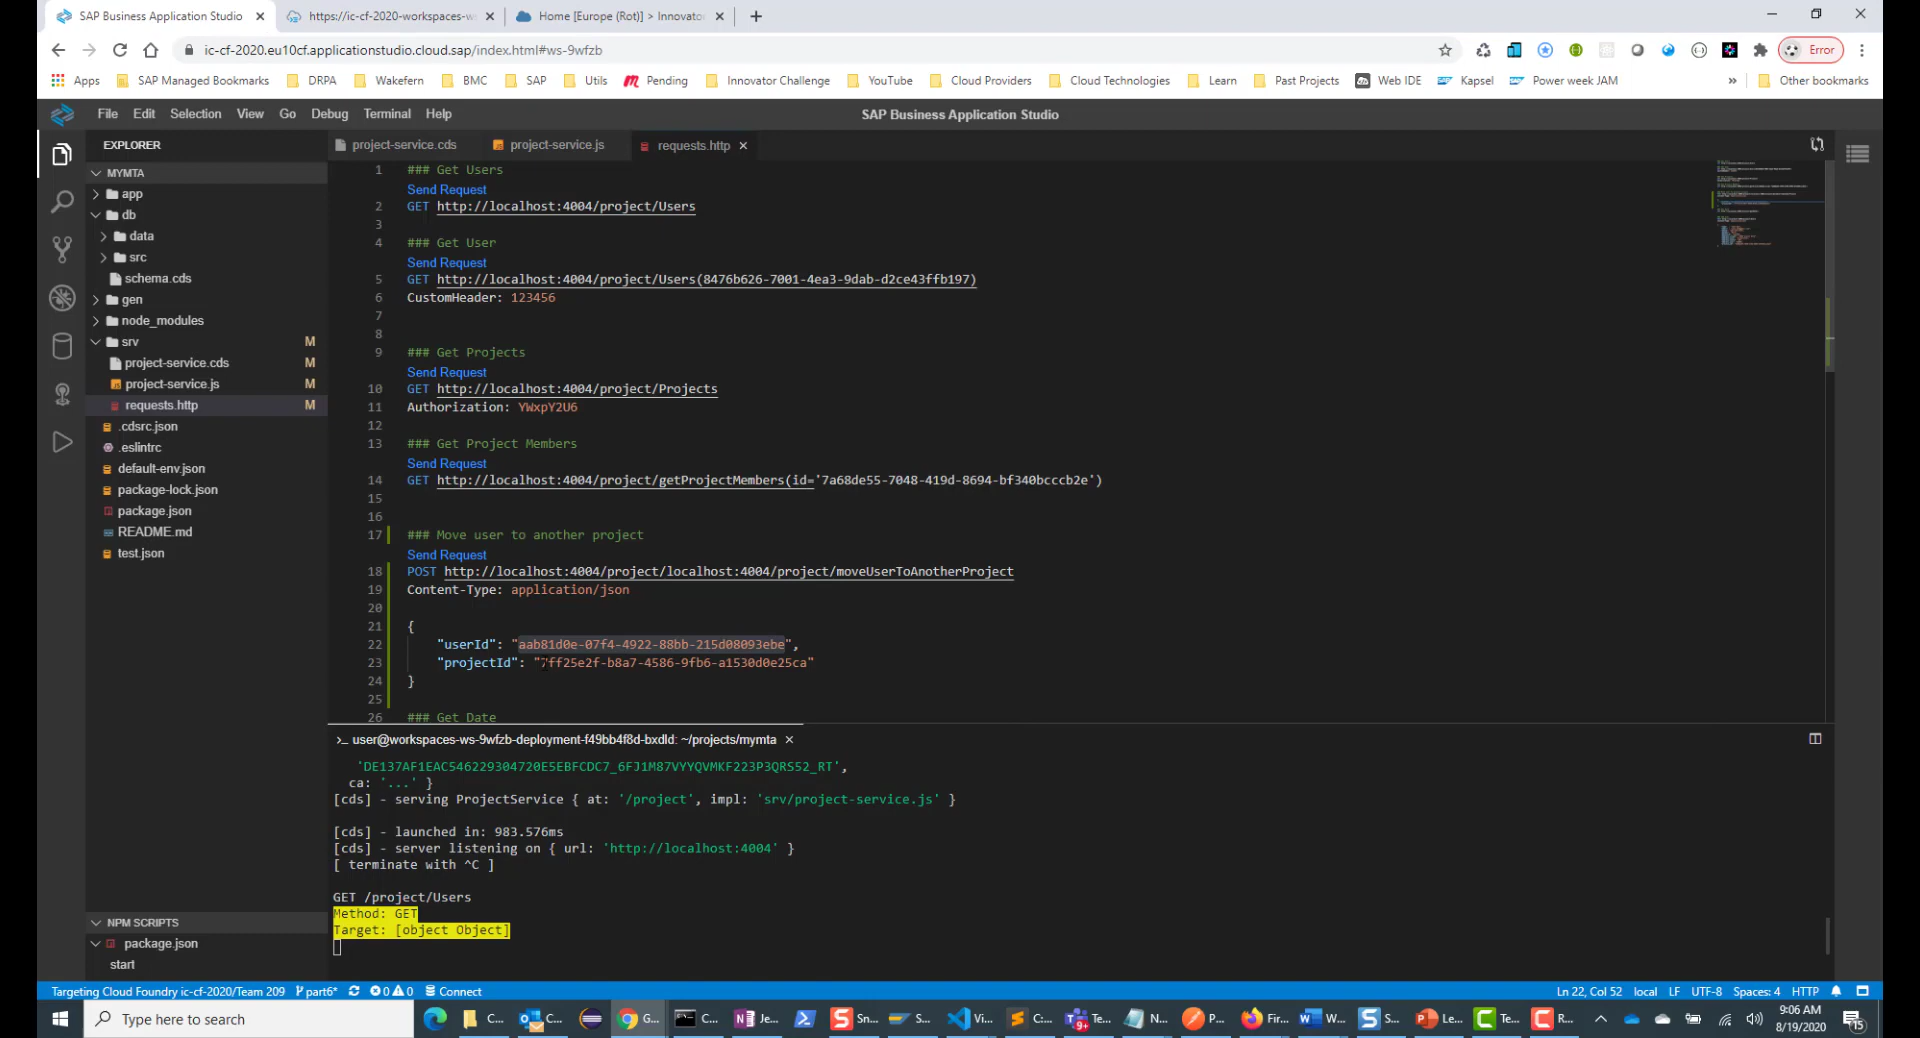 SAP Business Application Studio
https://ic-cf-2020-workspaces-ws
Home [Europe (Rot)] > Innovator
ic-cf-2020.eu10cf.applicationstudio.cloud.sap/index.html#ws-9wfzb
Error
Apps
SAP Managed Bookmarks
DRPA
Wakefern
BMC
SAP
Utils
Pending
Innovator Challenge
YouTube
Cloud Providers
Cloud Technologies
Learn
Past Projects
Web IDE
Kapsel
Power week JAM
»
Other bookmarks
File Edit Selection View Go Debug Terminal Help
SAP Business Application Studio
EXPLORER
MYMTA
app
db
data
src
schema.cds
gen
node_modules
srv M
project-service.cds M
project-service.js M
requests.http M
.cdsrc.json
.eslintrc
default-env.json
package-lock.json
package.json
README.md
test.json
NPM SCRIPTS
package.json
start
project-service.cds
project-service.js
requests.http
1 ### Get Users
Send Request
2 GET http://localhost:4004/project/Users
3
4 ### Get User
Send Request
5 GET http://localhost:4004/project/Users(8476b626-7001-4ea3-9dab-d2ce43ffb197)
6 CustomHeader: 123456
7
8
9 ### Get Projects
Send Request
10 GET http://localhost:4004/project/Projects
11 Authorization: YWxpY2U6
12
13 ### Get Project Members
Send Request
14 GET http://localhost:4004/project/getProjectMembers(id='7a68de55-7048-419d-8694-bf340bcccb2e')
15
16
17 ### Move user to another project
Send Request
18 POST http://localhost:4004/project/localhost:4004/project/moveUserToAnotherProject
19 Content-Type: application/json
20
21 {
22 "userId": "aab81d0e-07f4-4922-88bb-215d08093ebe",
23 "projectId": "7ff25e2f-b8a7-4586-9fb6-a1530d0e25ca"
24 }
25
26 ### Get Date
>_ user@workspaces-ws-9wfzb-deployment-f49bb4f8d-bxdld: ~/projects/mymta
'DE137AF1EAC546229304720E5EBFCDC7_6FJ1M87VYYQVMKF223P3QRS52_RT',
ca: '...' }
[cds] - serving ProjectService { at: '/project', impl: 'srv/project-service.js' }
[cds] - launched in: 983.576ms
[cds] - server listening on { url: 'http://localhost:4004' }
[ terminate with ^C ]
GET /project/Users
Method: GET
Target: [object Object]
Targeting Cloud Foundry ic-cf-2020/Team 209
part6*
0 0
Connect
Ln 22, Col 52 local LF UTF-8 Spaces: 4 HTTP
Type here to search
C...
C...
G...
C...
Je...
Sn...
S...
Vi...
C:...
Te...
N...
P...
Fir...
W...
S...
Le...
Te...
R...
9:06 AM
8/19/2020
15